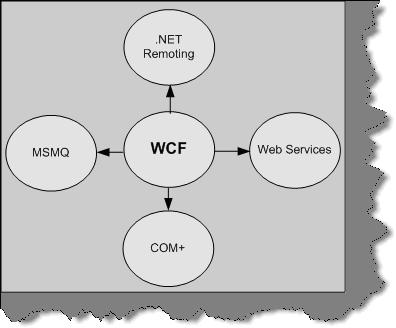 .NET
Remoting
MSMQ
WCF
Web Services
COM+